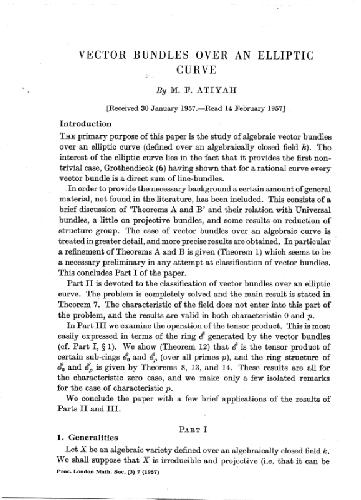 VECTOR BUNDLES OVER AN ELLIPTIC
CURVE
By M. F. ATIYAH
[Received 30 January 1957.—Read 14 February 1957]
Introduction
THE primary purpose of this paper is the study of algebraic vector bundles
over an elliptic curve (defined over an algebraically closed field k). The
interest of the elliptic curve lies in the fact that it provides the first non-
trivial case, Grothendieck (6) having shown that for a rational curve every
vector bundle is a direct sum of line-bundles.
In order to provide the necessary background a certain amount of general
material, not found in the literature, has been included. This consists of a
brief discussion of 'Theorems A and B' and their relation with Universal
bundles, a little on projective bundles, and some results on reduction of
structure group. The case of vector bundles over an algebraic curve is
treated in greater detail, and more precise results are obtained. In particular
a refinement of Theorems A and B is given (Theorem 1) which seems to be
a necessary preliminary in any attempt at classification of vector bundles.
This concludes Part I of the paper.
Part II is devoted to the classification of vector bundles over an elliptic
curve. The problem is completely solved and the main result is stated in
Theorem 7. The characteristic of the field does not enter into this part of
the problem, and the results are valid in both characteristic 0 and p.
In Part III we examine the operation of the tensor product. This is most
easily expressed in terms of the ring ℰ generated by the vector bundles
(cf. Part I, § 1). We show (Theorem 12) that ℰ is the tensor product of
certain sub-rings ℰ₀ and ℰₚ (over all primes p), and the ring structure of
ℰ₀ and ℰₚ is given by Theorems 8, 13, and 14. These results are all for
the characteristic zero case, and we make only a few isolated remarks
for the case of characteristic p.
We conclude the paper with a few brief applications of the results of
Parts II and III.
PART I
1. Generalities
Let X be an algebraic variety defined over an algebraically closed field k.
We shall suppose that X is irreducible and projective (i.e. that it can be
Proc. London Math. Soc. (3) 7 (1957)